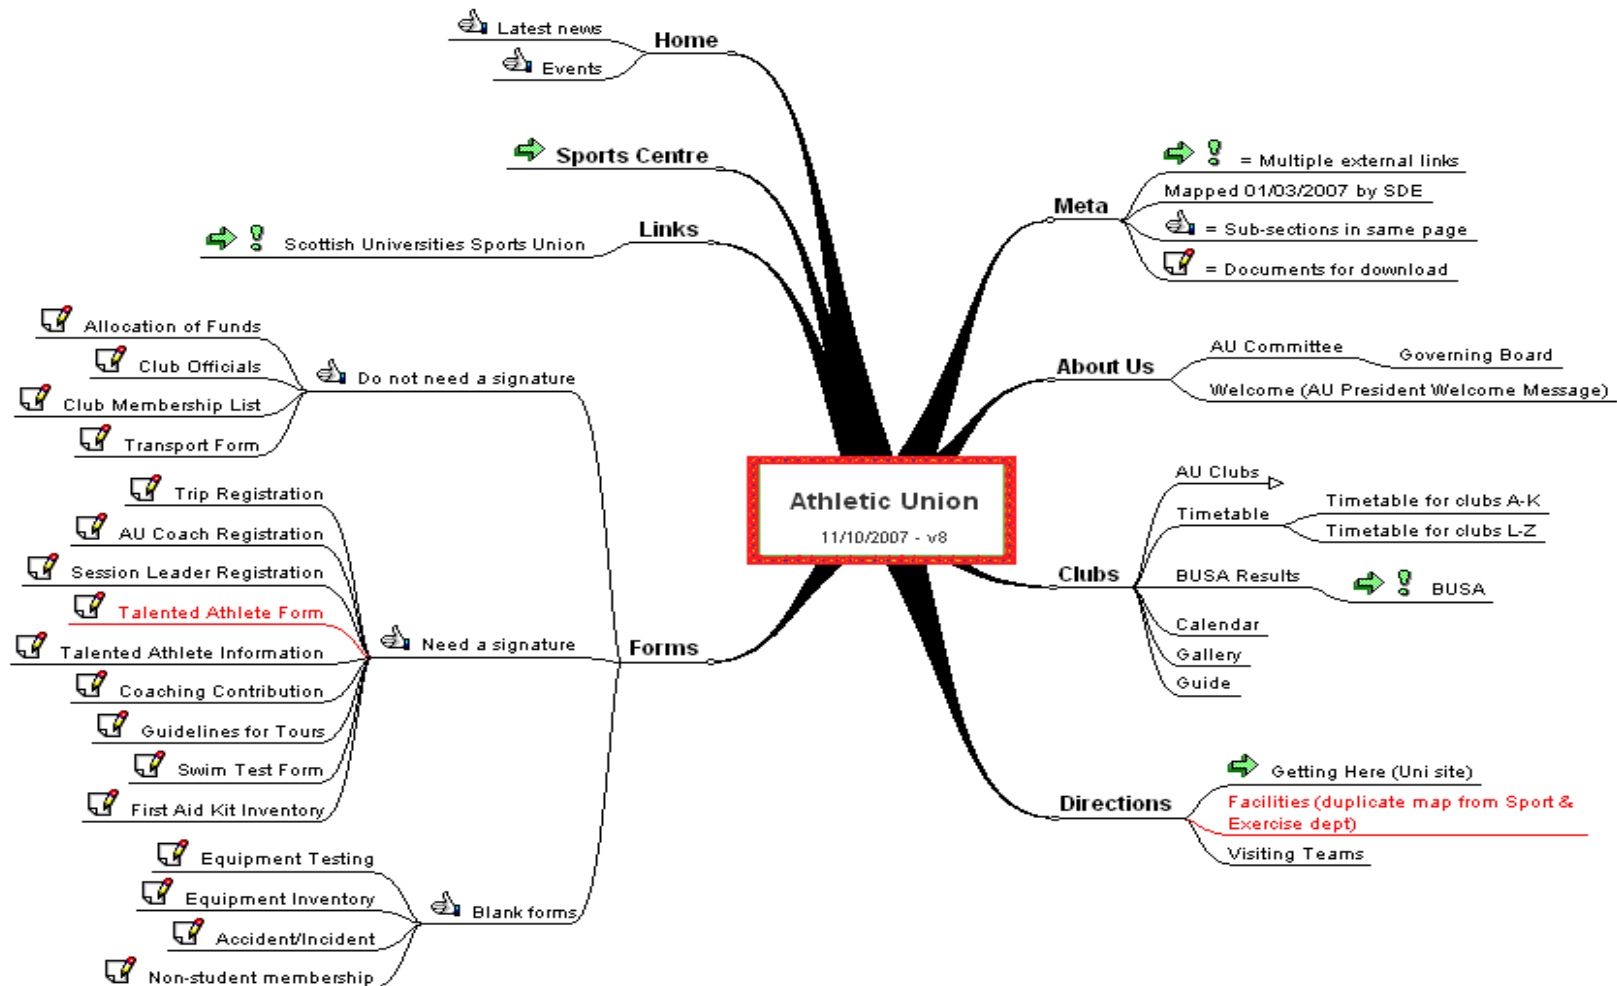 Athletic Union
11/10/2007 - v8
Home
Latest news
Events
Sports Centre
Links
Scottish Universities Sports Union
Forms
Do not need a signature
Allocation of Funds
Club Officials
Club Membership List
Transport Form
Need a signature
Trip Registration
AU Coach Registration
Session Leader Registration
Talented Athlete Form
Talented Athlete Information
Coaching Contribution
Guidelines for Tours
Swim Test Form
First Aid Kit Inventory
Blank forms
Equipment Testing
Equipment Inventory
Accident/Incident
Non-student membership
Meta
= Multiple external links
Mapped 01/03/2007 by SDE
= Sub-sections in same page
= Documents for download
About Us
AU Committee
Governing Board
Welcome (AU President Welcome Message)
Clubs
AU Clubs
Timetable
Timetable for clubs A-K
Timetable for clubs L-Z
BUSA Results
BUSA
Calendar
Gallery
Guide
Directions
Getting Here (Uni site)
Facilities (duplicate map from Sport &
Exercise dept)
Visiting Teams